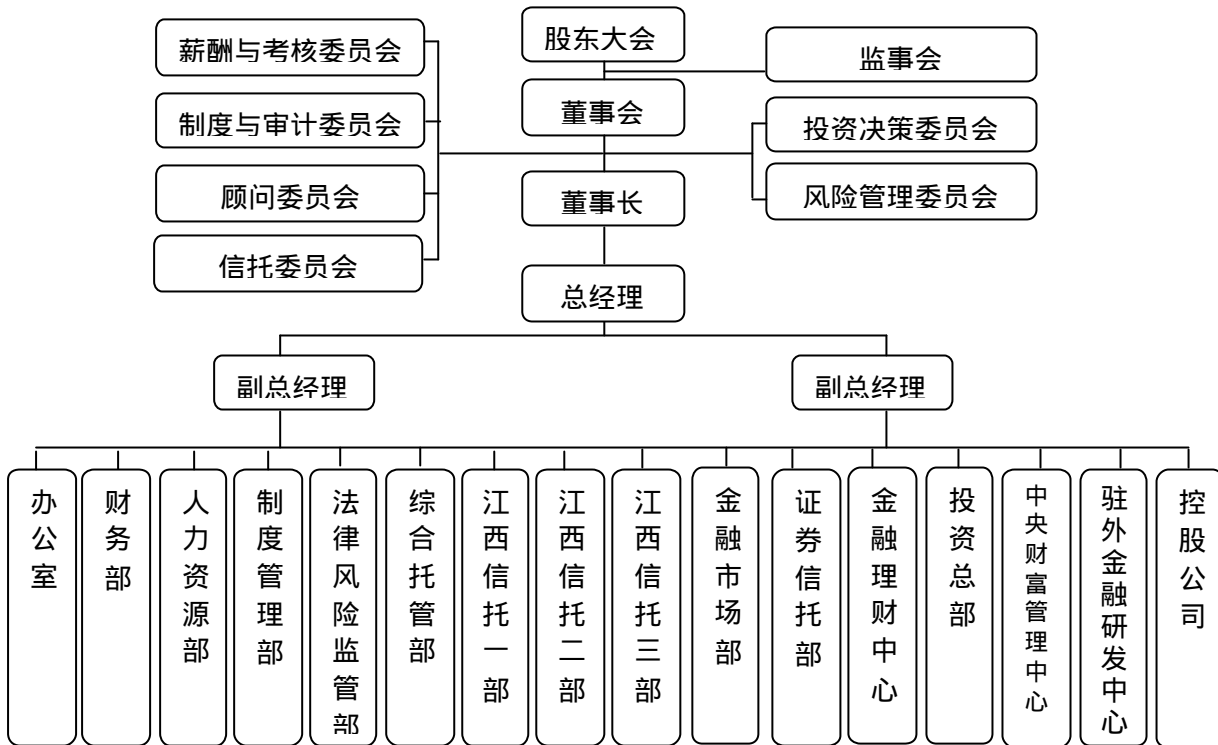 股东大会
薪酬与考核委员会
监事会
董事会
制度与审计委员会
投资决策委员会
顾问委员会
董事长
风险管理委员会
信托委员会
总经理
副总经理
副总经理
办公室
财务部
人力资源部
制度管理部
法律风险监管部
综合托管部
江西信托一部
江西信托二部
江西信托三部
金融市场部
证券信托部
金融理财中心
投资总部
中央财富管理中心
驻外金融研发中心
控股公司